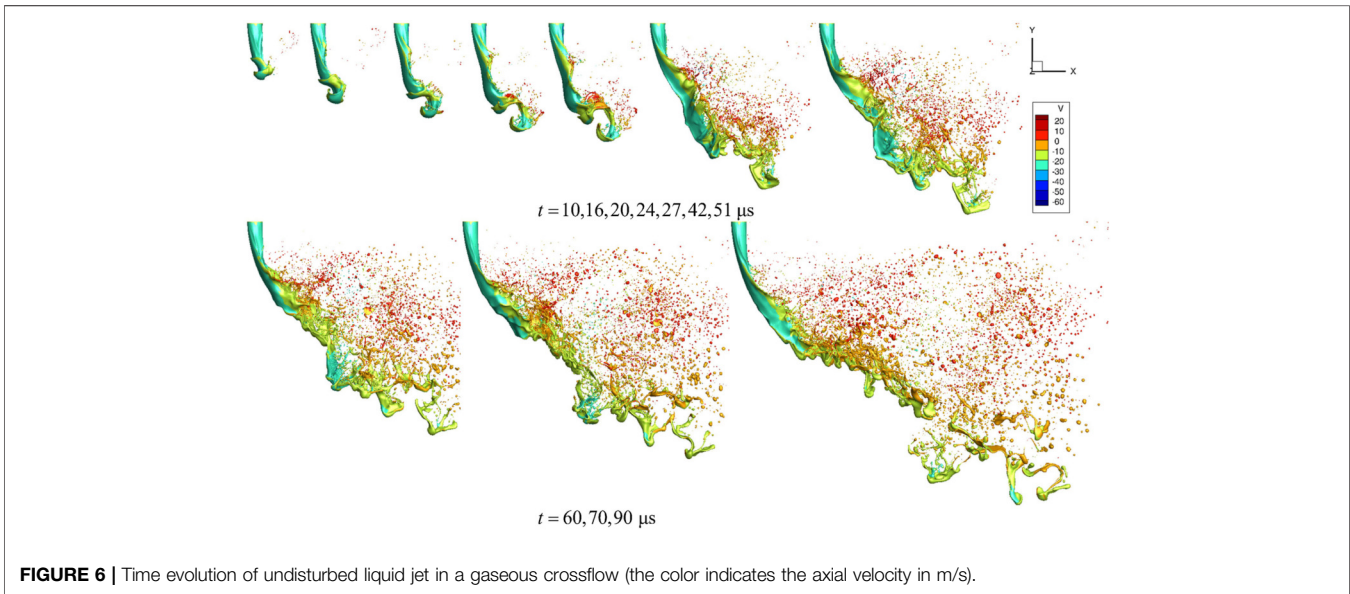 Y
Z X
V
20
10
0
-10
-20
-30
-40
-50
-60
t = 10,16,20,24,27,42,51 μs
t = 60,70,90 μs
FIGURE 6 | Time evolution of undisturbed liquid jet in a gaseous crossflow (the color indicates the axial velocity in m/s).